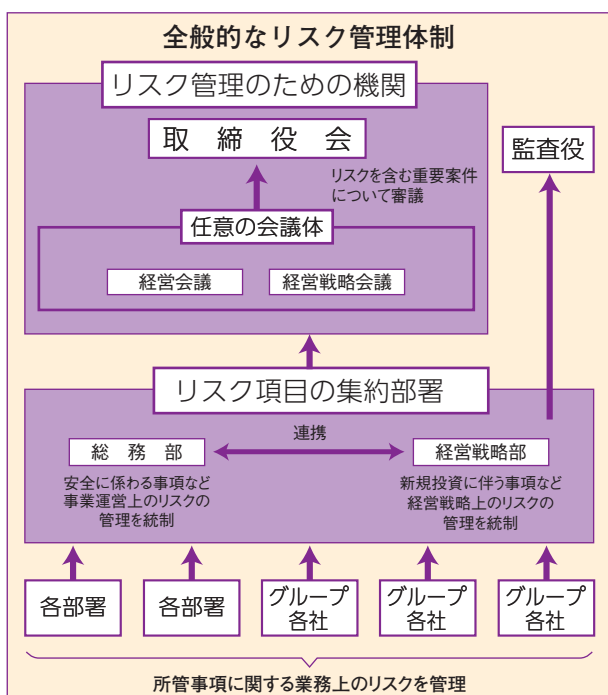 全般的なリスク管理体制
リスク管理のための機関
取締役会
監査役
リスクを含む重要案件
について審議
任意の会議体
経営会議
経営戦略会議
リスク項目の集約部署
連携
総務部
経営戦略部
安全に係わる事項など
事業運営上のリスクの
管理を統制
新規投資に伴う事項など
経営戦略上のリスクの
管理を統制
各部署
各部署
グループ
各社
グループ
各社
グループ
各社
所管事項に関する業務上のリスクを管理